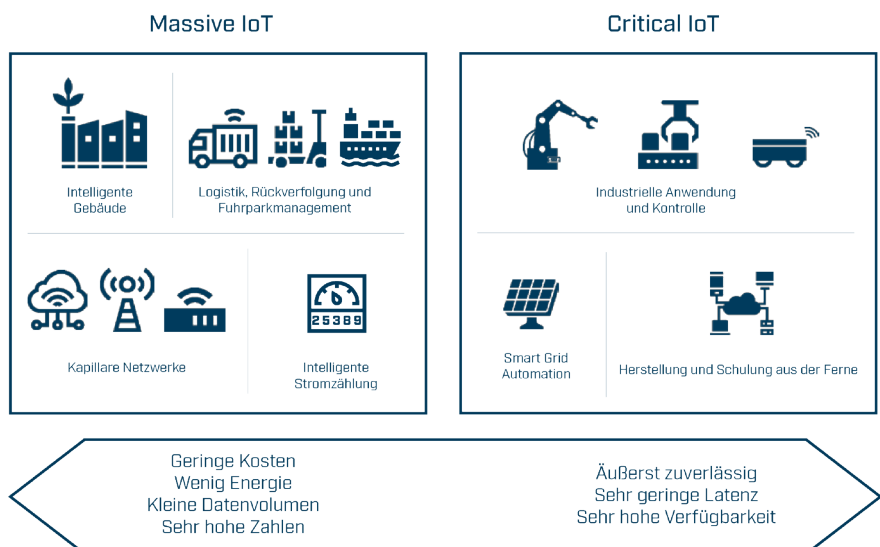 Massive IoT
Intelligente
Gebäude
Logistik, Rückverfolgung und
Fuhrparkmanagement
Kapillare Netzwerke
25389
Intelligente
Stromzählung
Critical IoT
Industrielle Anwendung
und Kontrolle
Smart Grid
Automation
Herstellung und Schulung aus der Ferne
Geringe Kosten
Wenig Energie
Kleine Datenvolumen
Sehr hohe Zahlen
Äußerst zuverlässig
Sehr geringe Latenz
Sehr hohe Verfügbarkeit